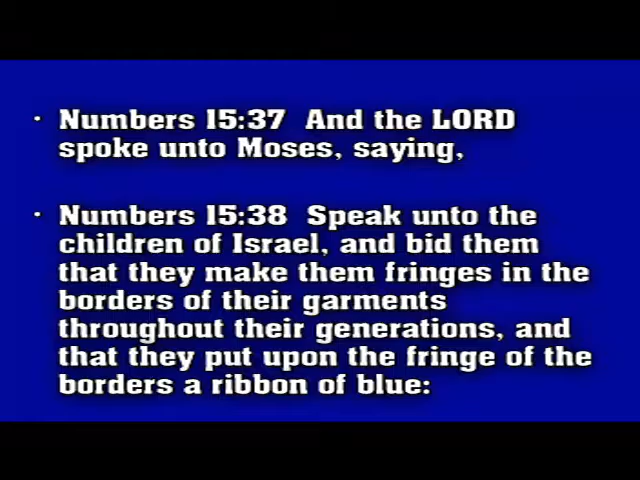 • Numbers 15:37 And the LORD
spoke unto Moses, saying,
• Numbers 15:38 Speak unto the
children of Israel, and bid them
that they make them fringes in the
borders of their garments
throughout their generations, and
that they put upon the fringe of the
borders a ribbon of blue: